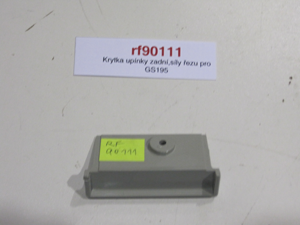 rf90111
Krytka upínky zadní,síly řezu pro
GS195
RF
90111